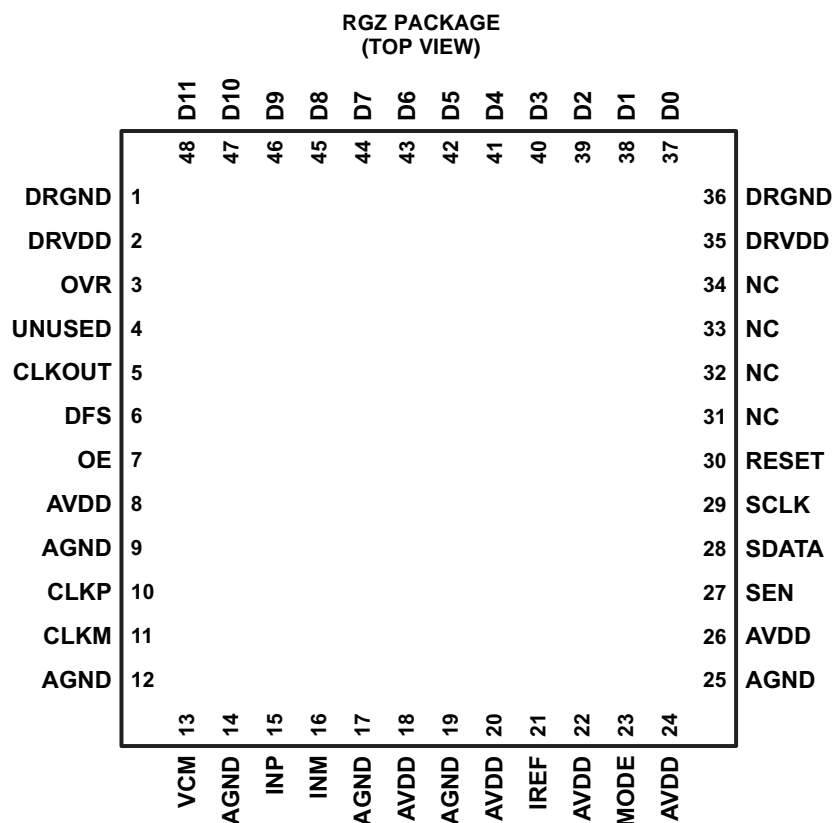 RGZ PACKAGE
(TOP VIEW)
D11 D10 D9 D8 D7 D6 D5 D4 D3 D2 D1 D0
48 47 46 45 44 43 42 41 40 39 38 37
DRGND 1 36 DRGND
DRVDD 2 35 DRVDD
OVR 3 34 NC
UNUSED 4 33 NC
CLKOUT 5 32 NC
DFS 6 31 NC
OE 7 30 RESET
AVDD 8 29 SCLK
AGND 9 28 SDATA
CLKP 10 27 SEN
CLKM 11 26 AVDD
AGND 12 25 AGND
13 14 15 16 17 18 19 20 21 22 23 24
VCM AGND INP INM AGND AVDD AGND AVDD IREF AVDD MODE AVDD